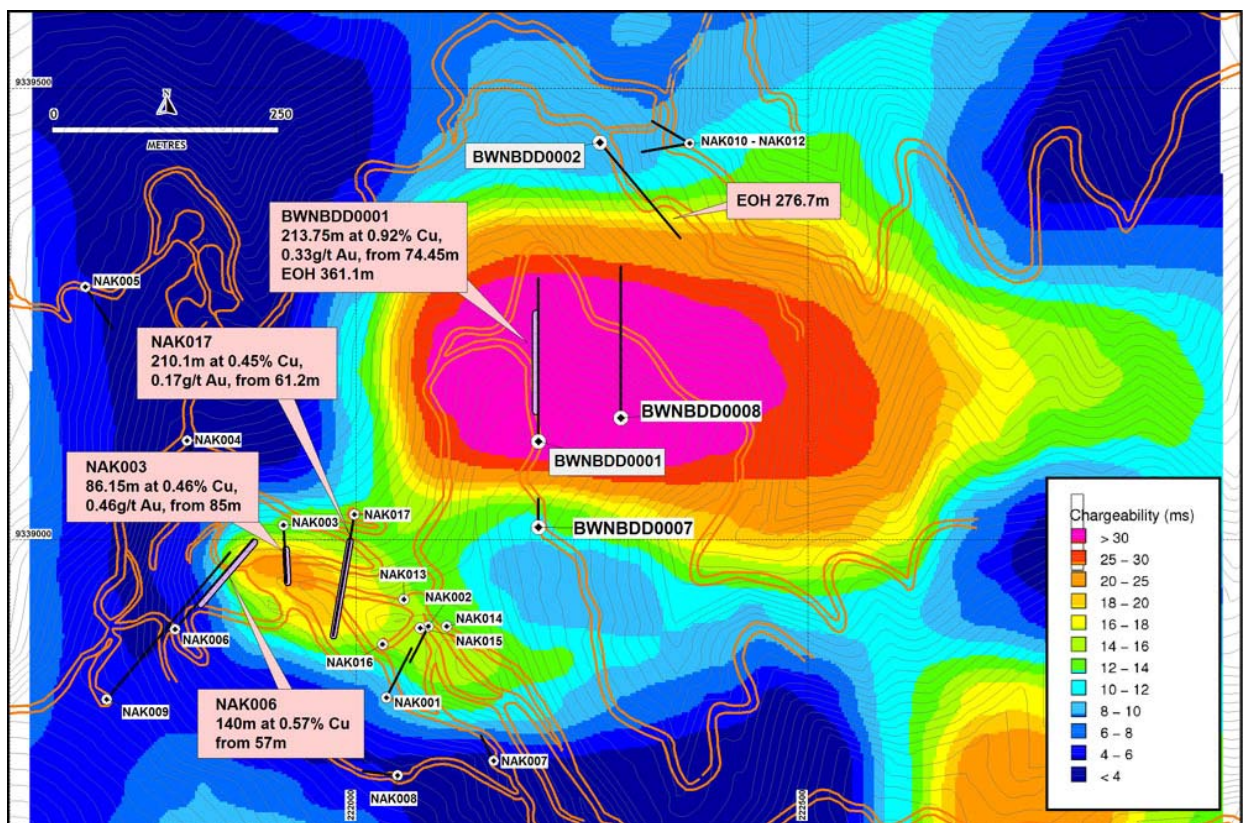 9339500
N
0
250
METRES
BWNBDD0002
NAK010 - NAK012
EOH 276.7m
BWNBDD0001
213.75m at 0.92% Cu,
0.33g/t Au, from 74.45m
EOH 361.1m
NAK005
NAK017
210.1m at 0.45% Cu,
0.17g/t Au, from 61.2m
BWNBDD0008
NAK004
BWNBDD0001
NAK003
86.15m at 0.46% Cu,
0.46g/t Au, from 85m
NAK003
NAK017
BWNBDD0007
9339000
NAK013
NAK002
NAK014
NAK015
NAK016
NAK006
NAK001
NAK009
NAK006
140m at 0.57% Cu
from 57m
NAK007
NAK008
222000
222500
Chargeability (ms)
> 30
25 - 30
20 - 25
18 - 20
16 - 18
14 - 16
12 - 14
10 - 12
8 - 10
6 - 8
4 - 6
< 4